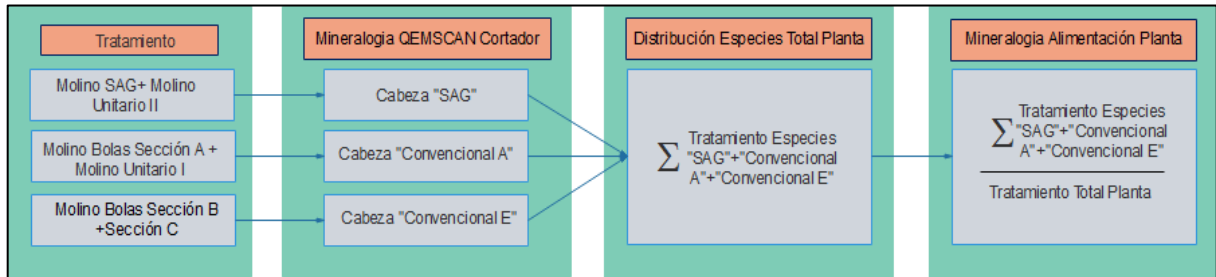 Tratamiento
Molino SAG+ Molino
Unitario II
Molino Bolas Sección A +
Molino Unitario I
Molino Bolas Sección B
+Sección C
Mineralogia QEMSCAN Cortador
Cabeza "SAG"
Cabeza "Convencional A"
Cabeza "Convencional E"
Distribución Especies Total Planta
∑ Tratamiento Especies
"SAG"+"Convencional
A"+"Convencional E"
Mineralogia Alimentación Planta
∑ Tratamiento Especies
"SAG"+"Convencional
A"+"Convencional E"
Tratamiento Total Planta